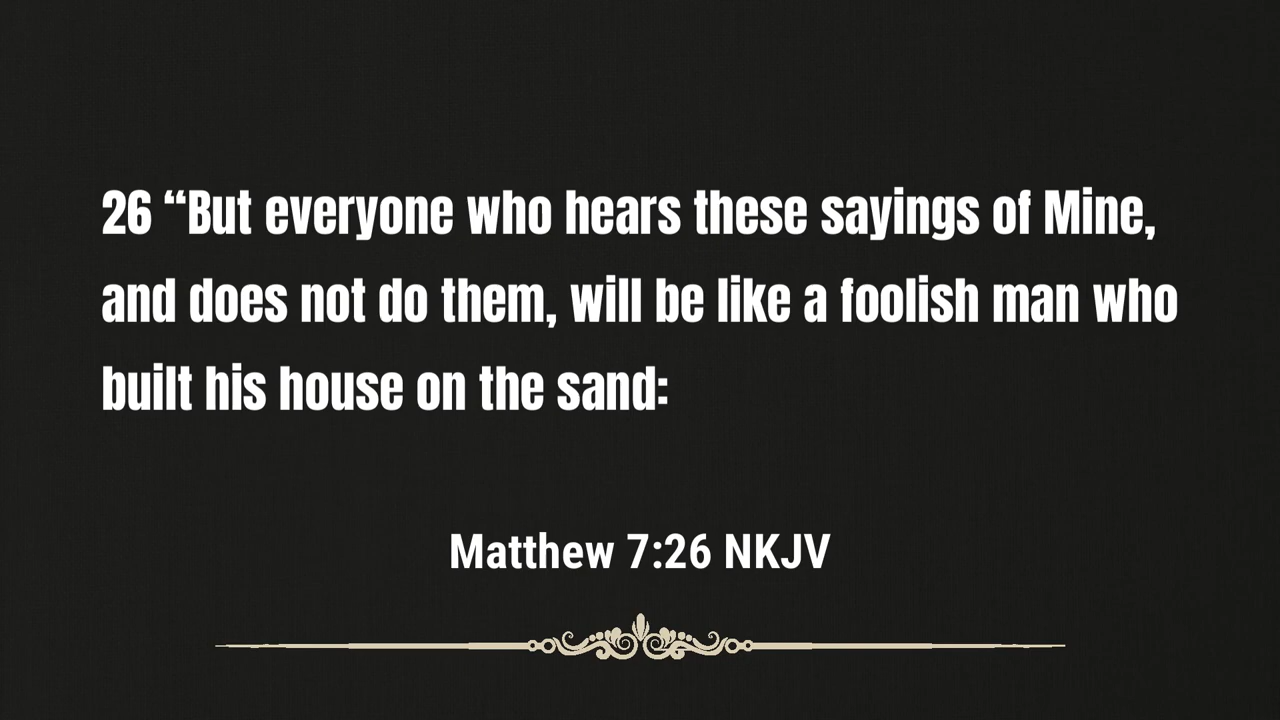 26 “But everyone who hears these sayings of Mine,
and does not do them, will be like a foolish man who
built his house on the sand:
Matthew 7:26 NKJV